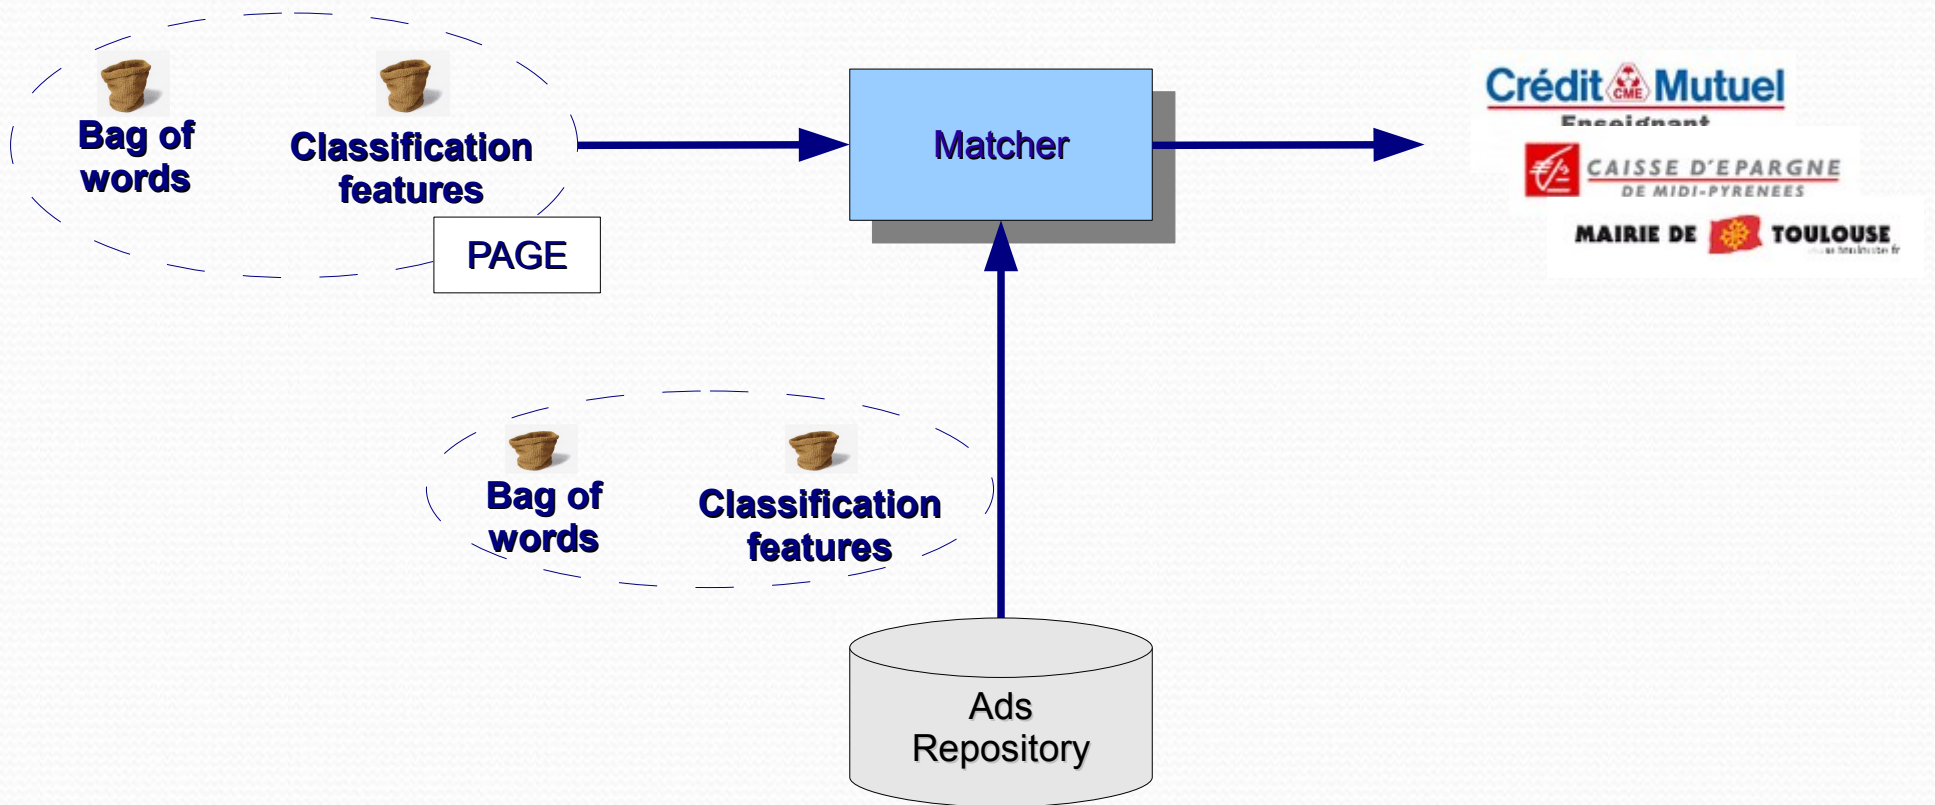 Bag of
words
Classification
features
PAGE
Matcher
Crédit CME Mutuel
Enseignant
CAISSE D'EPARGNE
DE MIDI-PYRENEES
MAIRIE DE TOULOUSE
Bag of
words
Classification
features
Ads
Repository